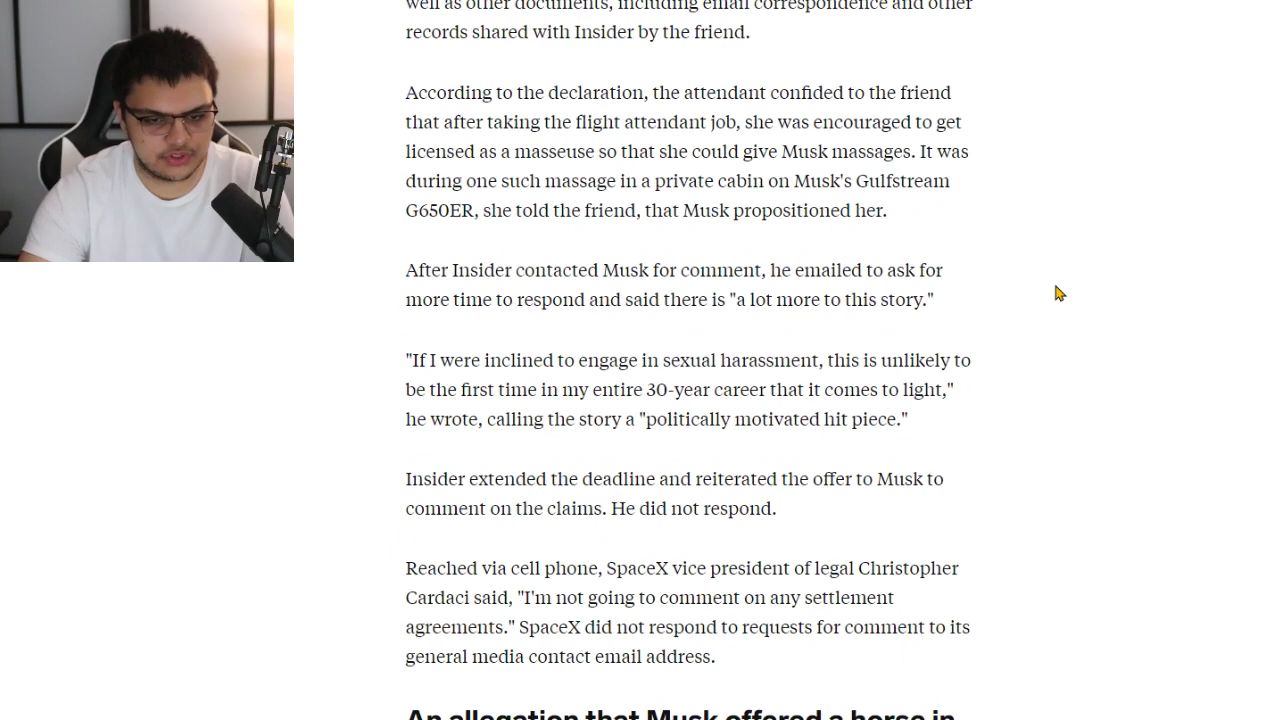 well as other documents, including email correspondence and other
records shared with Insider by the friend.
According to the declaration, the attendant confided to the friend
that after taking the flight attendant job, she was encouraged to get
licensed as a masseuse so that she could give Musk massages. It was
during one such massage in a private cabin on Musk's Gulfstream
G650ER, she told the friend, that Musk propositioned her.
After Insider contacted Musk for comment, he emailed to ask for
more time to respond and said there is "a lot more to this story."
"If I were inclined to engage in sexual harassment, this is unlikely to
be the first time in my entire 30-year career that it comes to light,"
he wrote, calling the story a "politically motivated hit piece."
Insider extended the deadline and reiterated the offer to Musk to
comment on the claims. He did not respond.
Reached via cell phone, SpaceX vice president of legal Christopher
Cardaci said, "I'm not going to comment on any settlement
agreements." SpaceX did not respond to requests for comment to its
general media contact email address.
An allegation that Musk offered a horse in